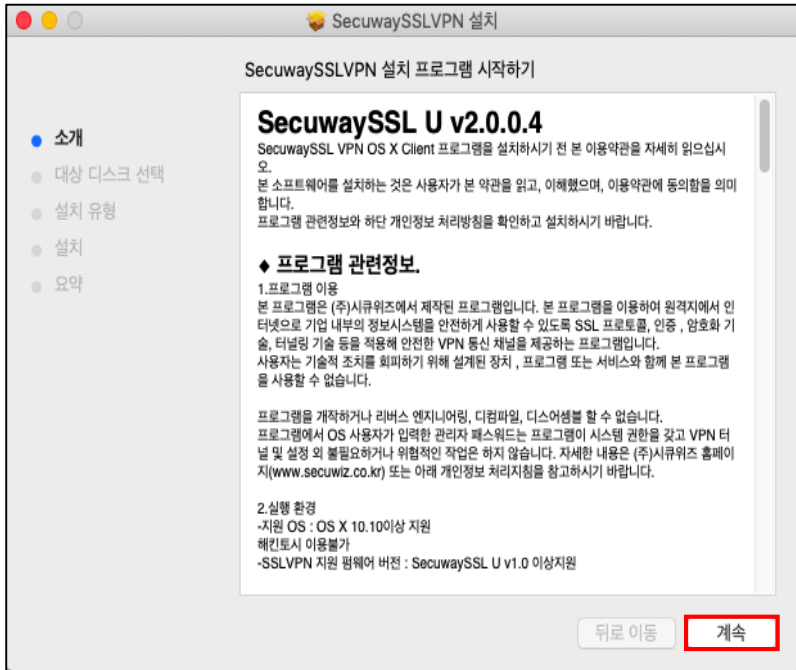 SecuwaySSLVPN 설치
SecuwaySSLVPN 설치 프로그램 시작하기
소개
대상 디스크 선택
설치 유형
설치
요약
SecuwaySSL U v2.0.0.4
SecuwaySSL VPN OS X Client 프로그램을 설치하시기 전 본 이용약관을 자세히 읽으십시
오.
본 소프트웨어를 설치하는 것은 사용자가 본 약관을 읽고, 이해했으며, 이용약관에 동의함을 의미
합니다.
프로그램 관련정보와 하단 개인정보 처리방침을 확인하고 설치하시기 바랍니다.
♦ 프로그램 관련정보.
1.프로그램 이용
본 프로그램은 (주)시큐위즈에서 제작된 프로그램입니다. 본 프로그램을 이용하여 원격지에서 인
터넷으로 기업 내부의 정보시스템을 안전하게 사용할 수 있도록 SSL 프로토콜, 인증 , 암호화 기
술, 터널링 기술 등을 적용해 안전한 VPN 통신 채널을 제공하는 프로그램입니다.
사용자는 기술적 조치를 회피하기 위해 설계된 장치 , 프로그램 또는 서비스와 함께 본 프로그램
을 사용할 수 없습니다.
프로그램을 개작하거나 리버스 엔지니어링, 디컴파일, 디스어셈블 할 수 없습니다.
프로그램에서 OS 사용자가 입력한 관리자 패스워드는 프로그램이 시스템 권한을 갖고 VPN 터
널 및 설정 외 불필요하거나 위협적인 작업은 하지 않습니다. 자세한 내용은 (주)시큐위즈 홈페이
지(www.secuwiz.co.kr) 또는 아래 개인정보 처리지침을 참고하시기 바랍니다.
2.실행 환경
-지원 OS : OS X 10.10이상 지원
해킨토시 이용불가
-SSLVPN 지원 펌웨어 버전 : SecuwaySSL U v1.0 이상지원
뒤로 이동
계속